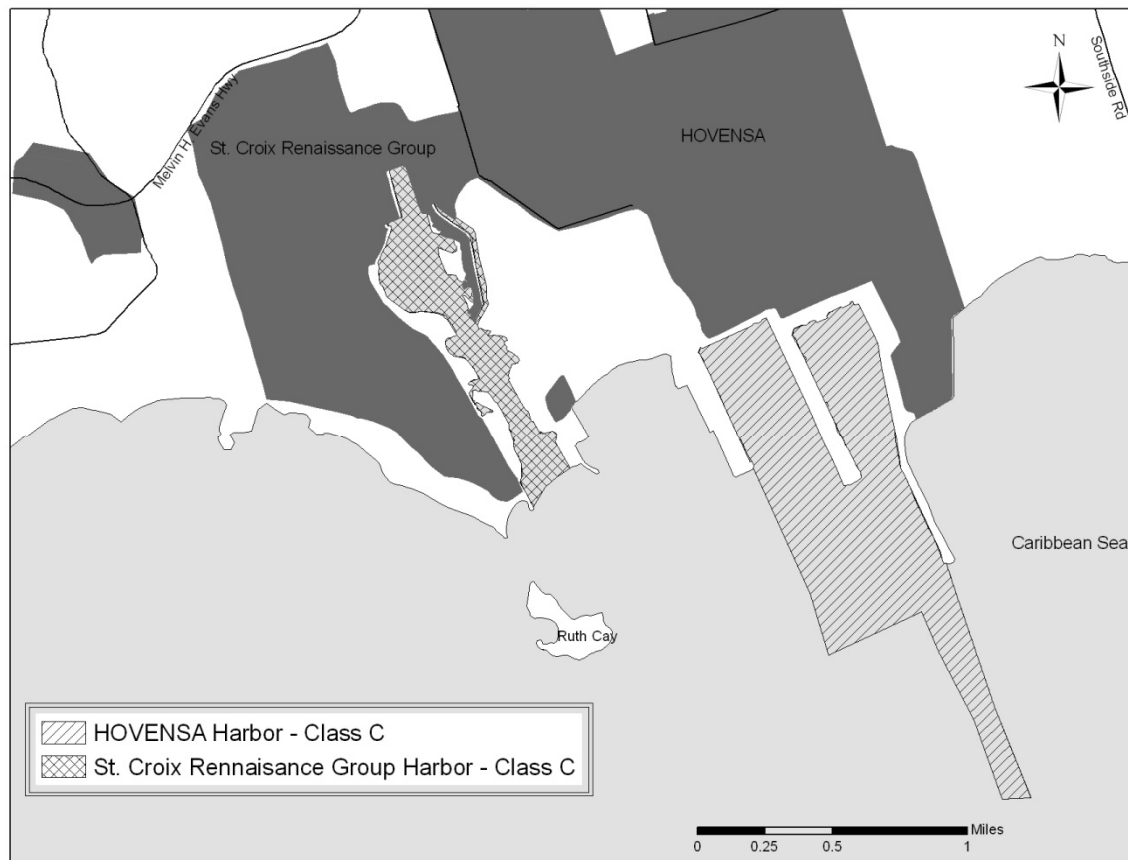 N
Southside Rd
Melvin H. Evans Hwy
St. Croix Renaissance Group
HOVENSA
Caribbean Sea
Ruth Cay
HOVENSA Harbor - Class C
St. Croix Rennaisance Group Harbor - Class C
Miles
0 0.25 0.5 1